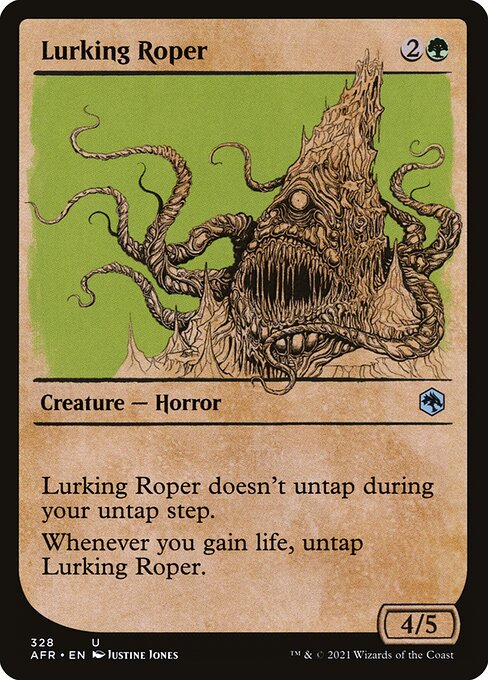 Lurking Roper 2
Creature — Horror
Lurking Roper doesn't untap during
your untap step.
Whenever you gain life, untap
Lurking Roper.
4/5
328 U
AFR • EN Justine Jones
™ & © 2021 Wizards of the Coast